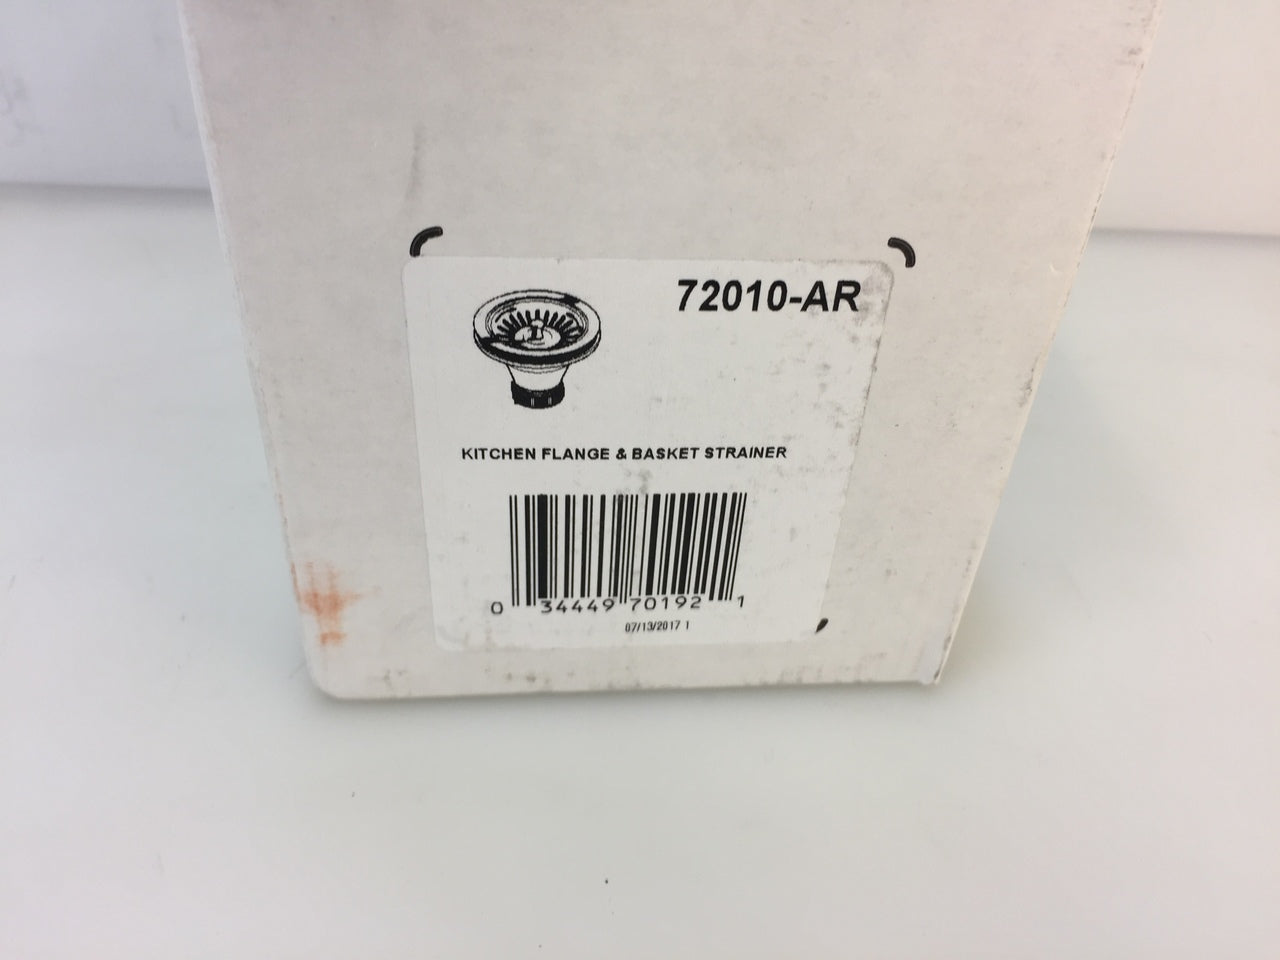 72010-AR
KITCHEN FLANGE & BASKET STRAINER
0 34449 70192 1
07/13/2017 1